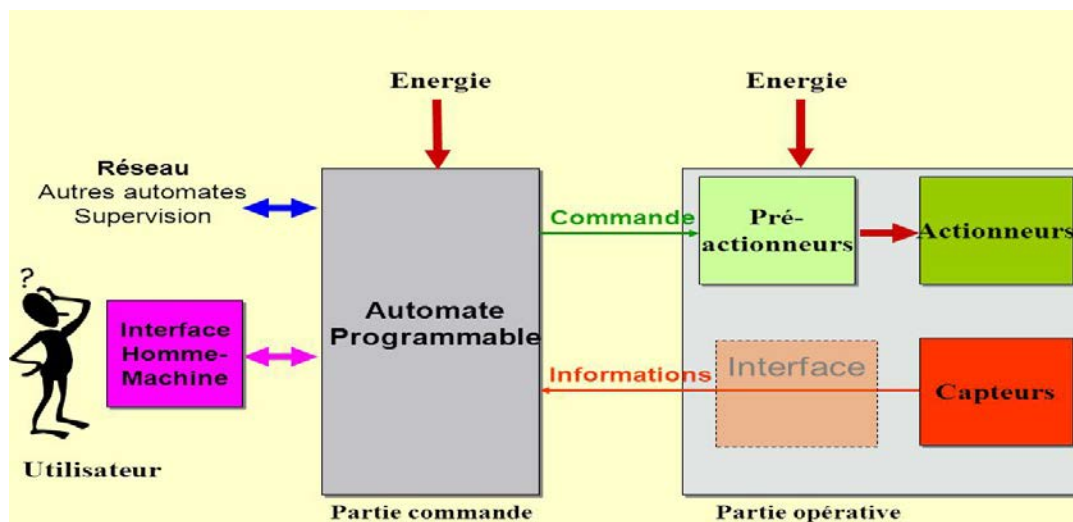 Energie
Energie
Réseau
Autres automates
Supervision
Commande
Pré-
actionneurs
Actionneurs
?
Interface
Homme-
Machine
Automate
Programmable
Informations
Interface
Capteurs
Utilisateur
Partie commande
Partie opérative